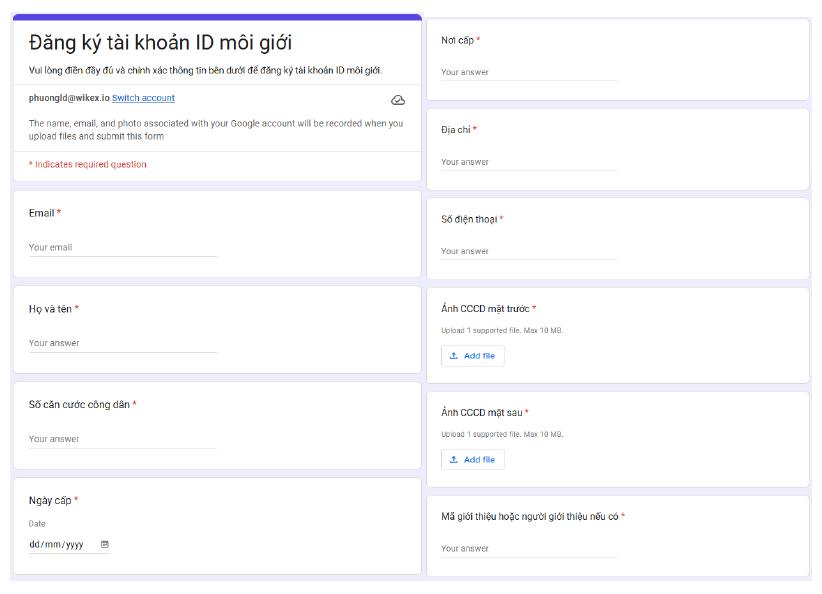 Đăng ký tài khoản ID môi giới
Vui lòng điền đầy đủ và chính xác thông tin bên dưới để đăng ký tài khoản ID môi giới.
phuongld@wikex.io Switch account
The name, email, and photo associated with your Google account will be recorded when you
upload files and submit this form
* Indicates required question
Email *
Your email
Họ và tên *
Your answer
Số căn cước công dân *
Your answer
Ngày cấp *
Date
dd/mm/yyyy
Nơi cấp *
Your answer
Địa chỉ *
Your answer
Số điện thoại *
Your answer
Ảnh CCCD mặt trước *
Upload 1 supported file. Max 10 MB.
Add file
Ảnh CCCD mặt sau *
Upload 1 supported file. Max 10 MB.
Add file
Mã giới thiệu hoặc người giới thiệu nếu có *
Your answer